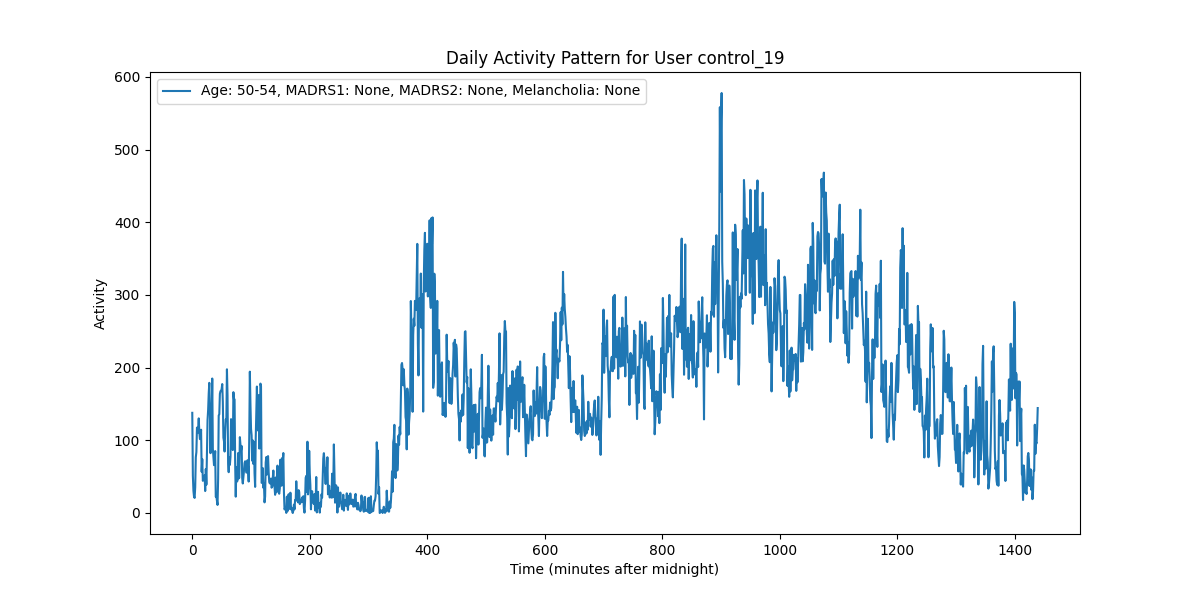 Daily Activity Pattern for User control_19
Age: 50-54, MADRS1: None, MADRS2: None, Melancholia: None
600
500
400
300
200
100
0
Activity
0 200 400 600 800 1000 1200 1400
Time (minutes after midnight)